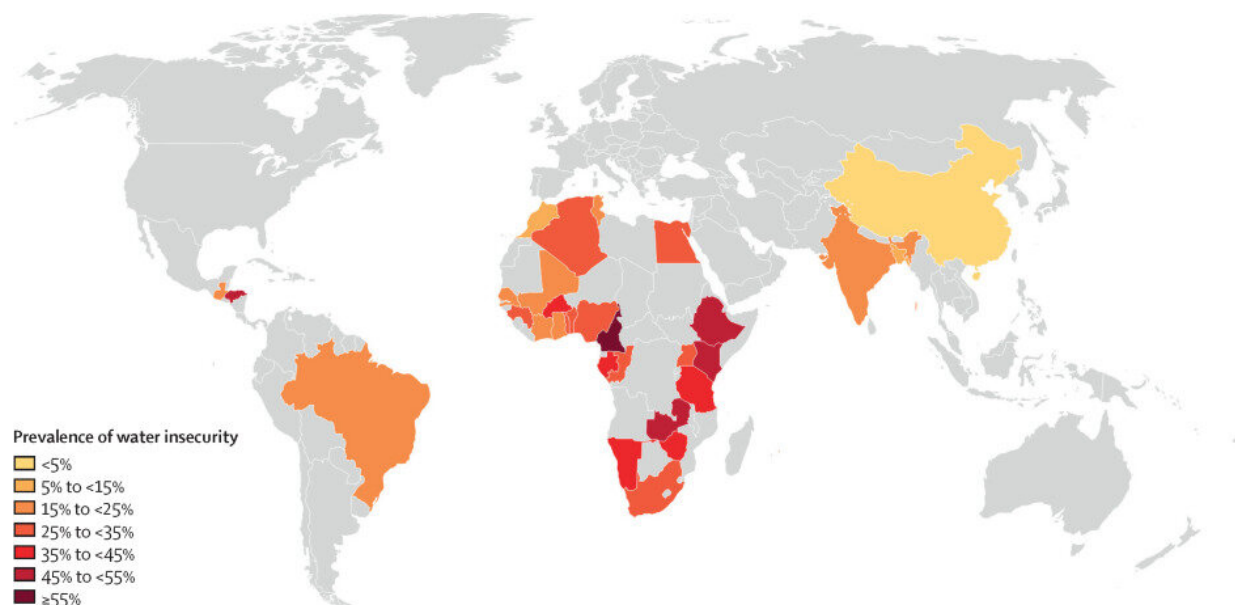 Prevalence of water insecurity
<5%
5% to <15%
15% to <25%
25% to <35%
35% to <45%
45% to <55%
≥55%